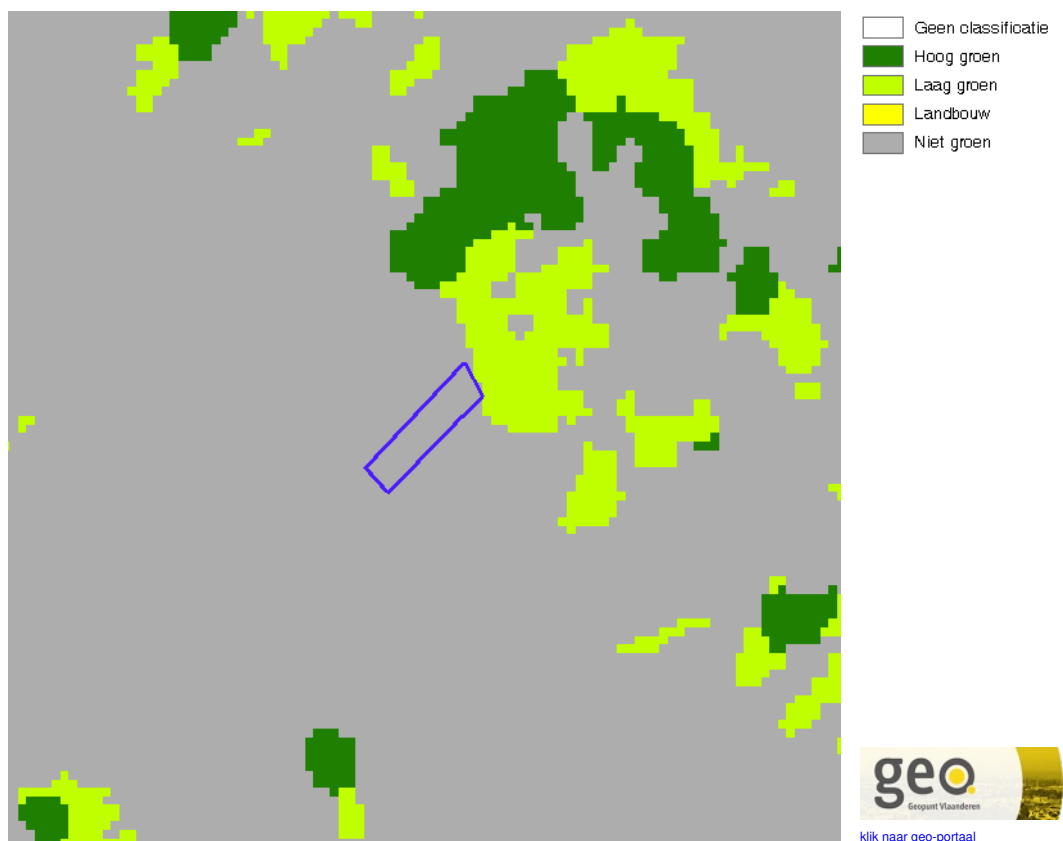 Geen classificatie
Hoog groen
Laag groen
Landbouw
Niet groen
geo.
Geopunt Vlaanderen
klik naar geo-portaal